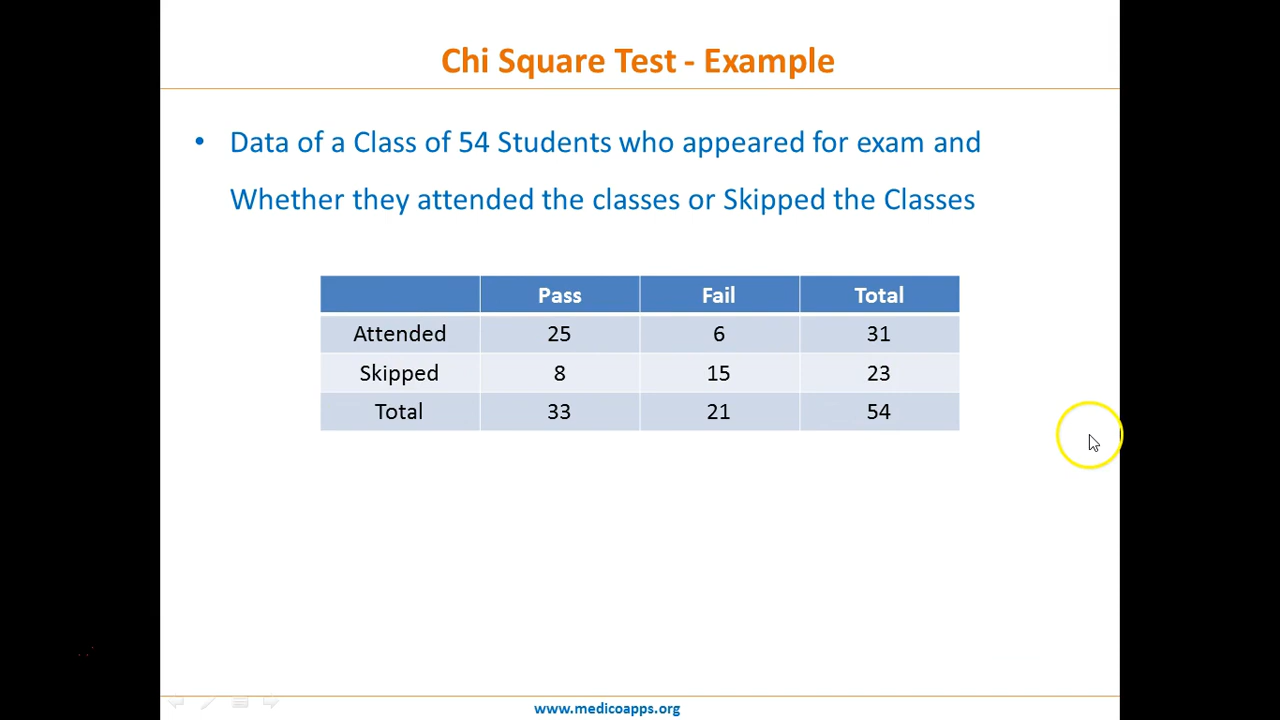 Chi Square Test - Example
• Data of a Class of 54 Students who appeared for exam and
Whether they attended the classes or Skipped the Classes
Pass Fail Total
Attended 25 6 31
Skipped 8 15 23
Total 33 21 54
www.medicoapps.org